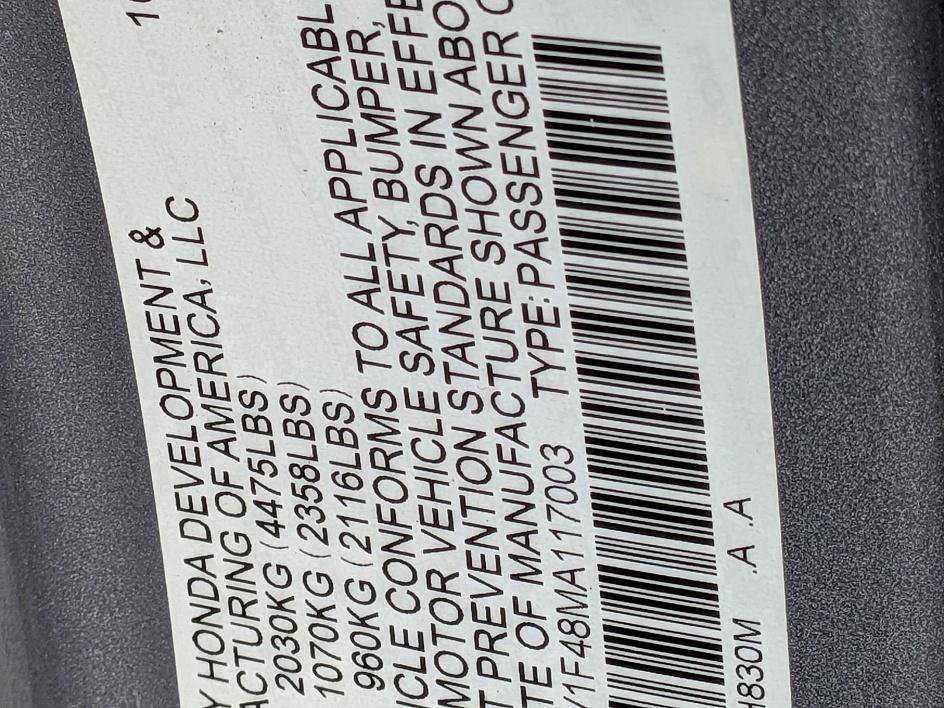 10
Y HONDA DEVELOPMENT &
ACTURING OF AMERICA, LLC
2030KG (4475LBS)
1070KG (2358LBS)
960KG (2116LBS)
ICLE CONFORMS TO ALL APPLICABL
MOTOR VEHICLE SAFETY, BUMPER,
T PREVENTION STANDARDS IN EFFE
TE OF MANUFACTURE SHOWN ABO
V1F48MA117003 TYPE: PASSENGER C
H830M .A .A